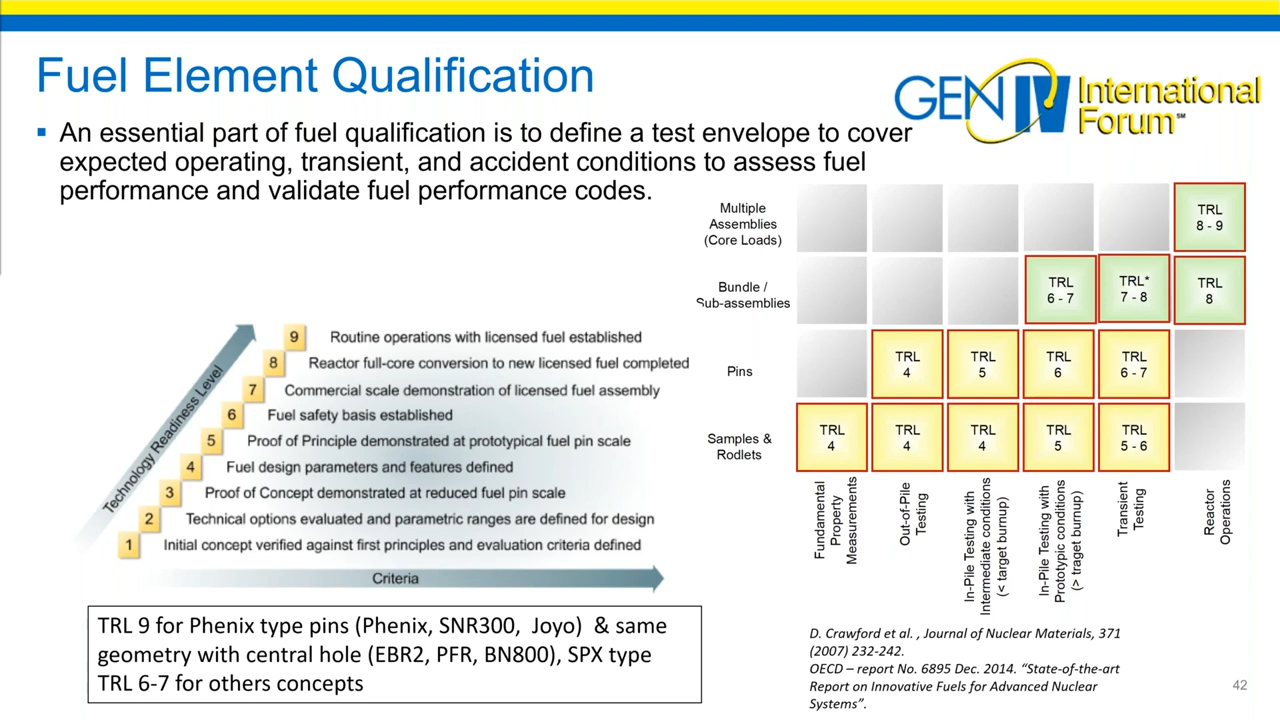 Fuel Element Qualification
GEN IV International
Forum SM
▪ An essential part of fuel qualification is to define a test envelope to cover
expected operating, transient, and accident conditions to assess fuel
performance and validate fuel performance codes.
Technology Readiness Level
9 Routine operations with licensed fuel established
8 Reactor full-core conversion to new licensed fuel completed
7 Commercial scale demonstration of licensed fuel assembly
6 Fuel safety basis established
5 Proof of Principle demonstrated at prototypical fuel pin scale
4 Fuel design parameters and features defined
3 Proof of Concept demonstrated at reduced fuel pin scale
2 Technical options evaluated and parametric ranges are defined for design
1 Initial concept verified against first principles and evaluation criteria defined
Criteria
TRL 9 for Phenix type pins (Phenix, SNR300, Joyo) & same
geometry with central hole (EBR2, PFR, BN800), SPX type
TRL 6-7 for others concepts
Multiple
Assemblies
(Core Loads)
TRL
8 - 9
Bundle /
Sub-assemblies
TRL
6 - 7
TRL*
7 - 8
TRL
8
Pins
TRL
4
TRL
5
TRL
6
TRL
6 - 7
Samples &
Rodlets
TRL
4
TRL
4
TRL
4
TRL
5
TRL
5 - 6
Fundamental
Property
Measurements
Out-of-Pile
Testing
In-Pile Testing with
Intermediate conditions
(< target burnup)
In-Pile Testing with
Prototypic conditions
(> traget burnup)
Transient
Testing
Reactor
Operations
D. Crawford et al. , Journal of Nuclear Materials, 371
(2007) 232-242.
OECD – report No. 6895 Dec. 2014. “State-of-the-art
Report on Innovative Fuels for Advanced Nuclear
Systems”.
42